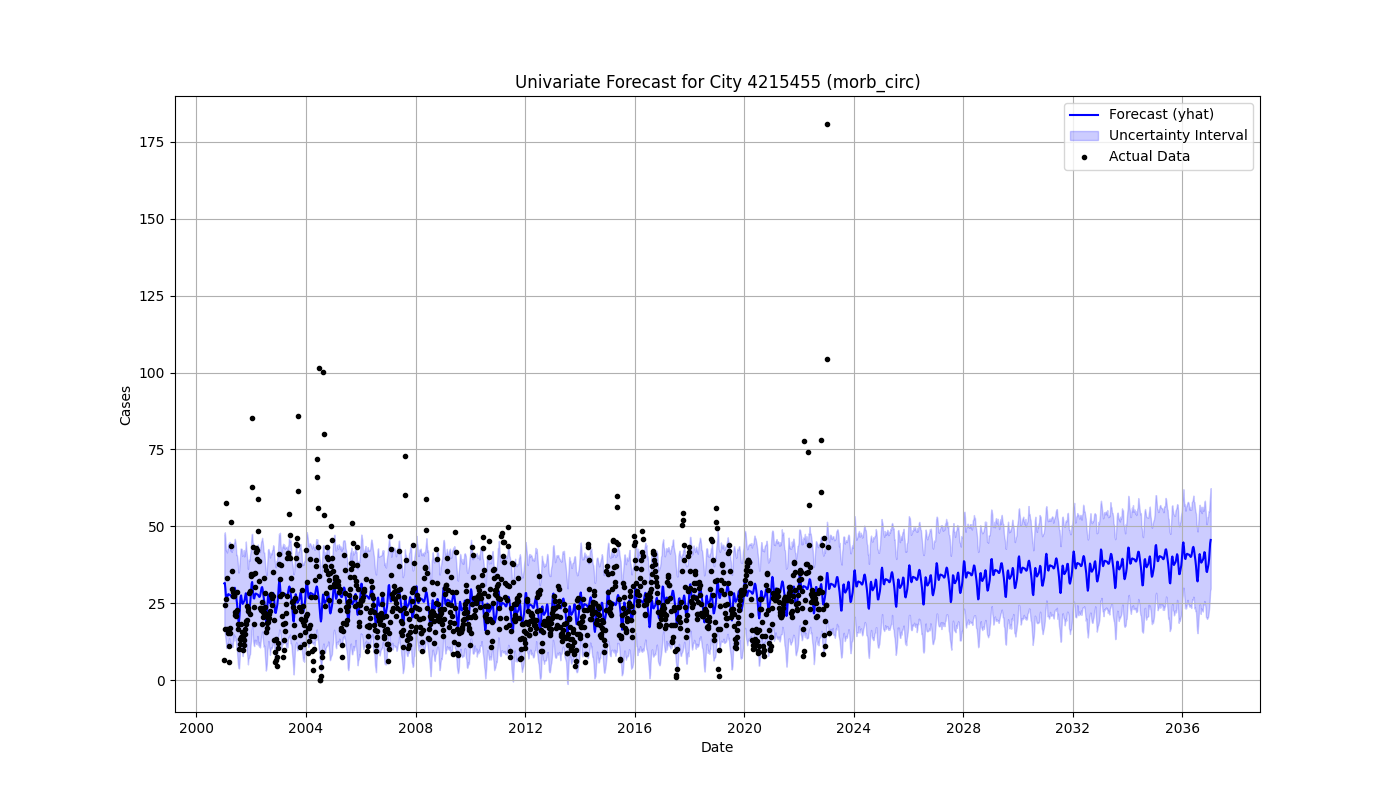 Univariate Forecast for City 4215455 (morb_circ)
Forecast (yhat)
Uncertainty Interval
Actual Data
175
150
125
100
75
50
25
0
Cases
2000 2004 2008 2012 2016 2020 2024 2028 2032 2036
Date